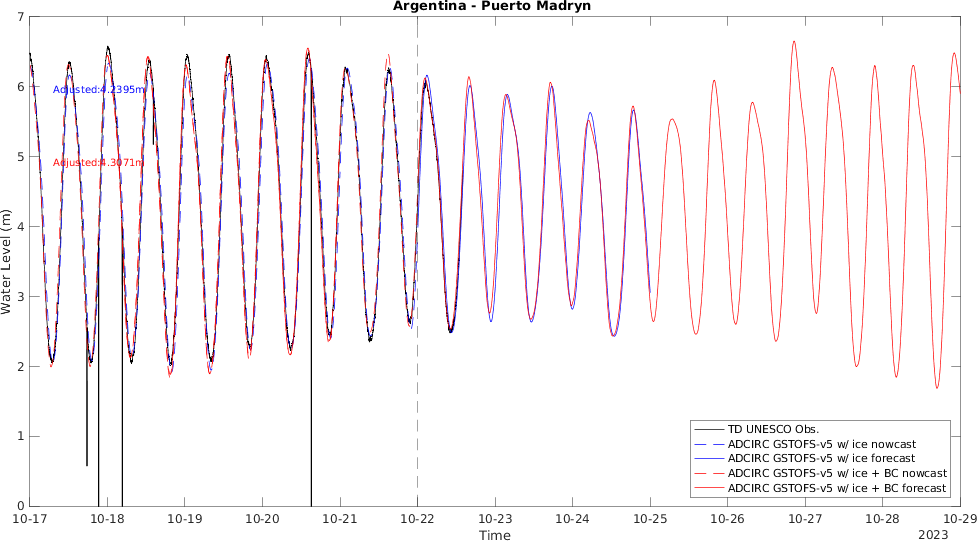 Argentina - Puerto Madryn
7
6
5
4
3
2
1
0
Water Level (m)
Adjusted:4.2395m
Adjusted:4.3071m
TD UNESCO Obs.
ADCIRC GSTOFS-v5 w/ ice nowcast
ADCIRC GSTOFS-v5 w/ ice forecast
ADCIRC GSTOFS-v5 w/ ice + BC nowcast
ADCIRC GSTOFS-v5 w/ ice + BC forecast
10-17 10-18 10-19 10-20 10-21 10-22 10-23 10-24 10-25 10-26 10-27 10-28 10-29
Time
2023